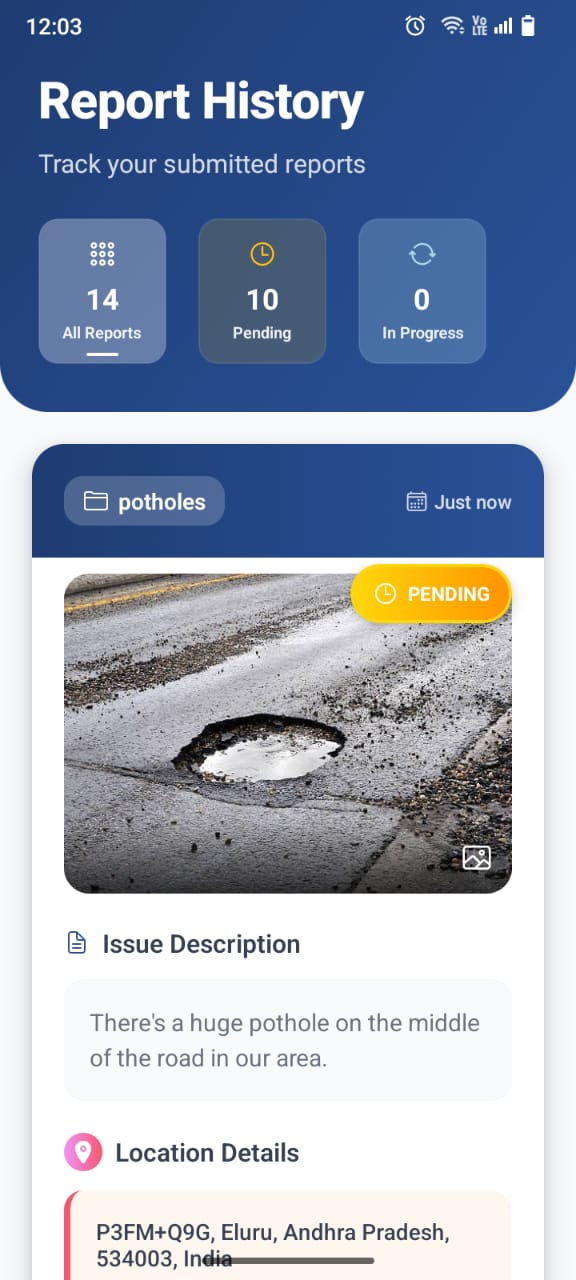 12:03
Vo
LTE
Report History
Track your submitted reports
14
All Reports
10
Pending
0
In Progress
potholes
Just now
PENDING
Issue Description
There's a huge pothole on the middle
of the road in our area.
Location Details
P3FM+Q9G, Eluru, Andhra Pradesh,
534003, India